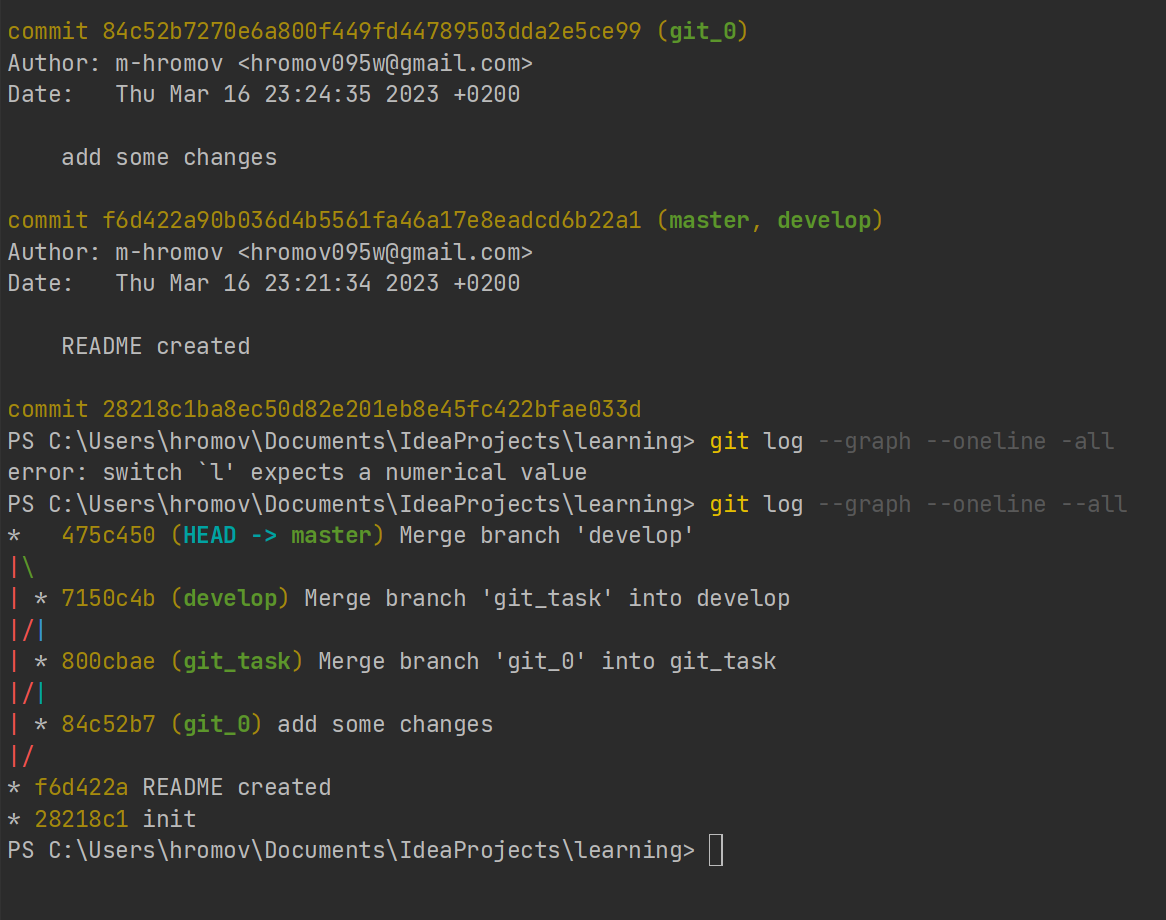 commit 84c52b7270e6a800f449fd44789503dda2e5ce99 (git_0)
Author: m-hromov <hromov095w@gmail.com>
Date:   Thu Mar 16 23:24:35 2023 +0200
    add some changes
commit f6d422a90b036d4b5561fa46a17e8eadcd6b22a1 (master, develop)
Author: m-hromov <hromov095w@gmail.com>
Date:   Thu Mar 16 23:21:34 2023 +0200
    README created
commit 28218c1ba8ec50d82e201eb8e45fc422bfae033d
PS C:\Users\hromov\Documents\IdeaProjects\learning> git log --graph --oneline -all
error: switch `l' expects a numerical value
PS C:\Users\hromov\Documents\IdeaProjects\learning> git log --graph --oneline --all
*   475c450 (HEAD -> master) Merge branch 'develop'
|\
| * 7150c4b (develop) Merge branch 'git_task' into develop
|/|
| * 800cbae (git_task) Merge branch 'git_0' into git_task
|/|
| * 84c52b7 (git_0) add some changes
|/
* f6d422a README created
* 28218c1 init
PS C:\Users\hromov\Documents\IdeaProjects\learning>